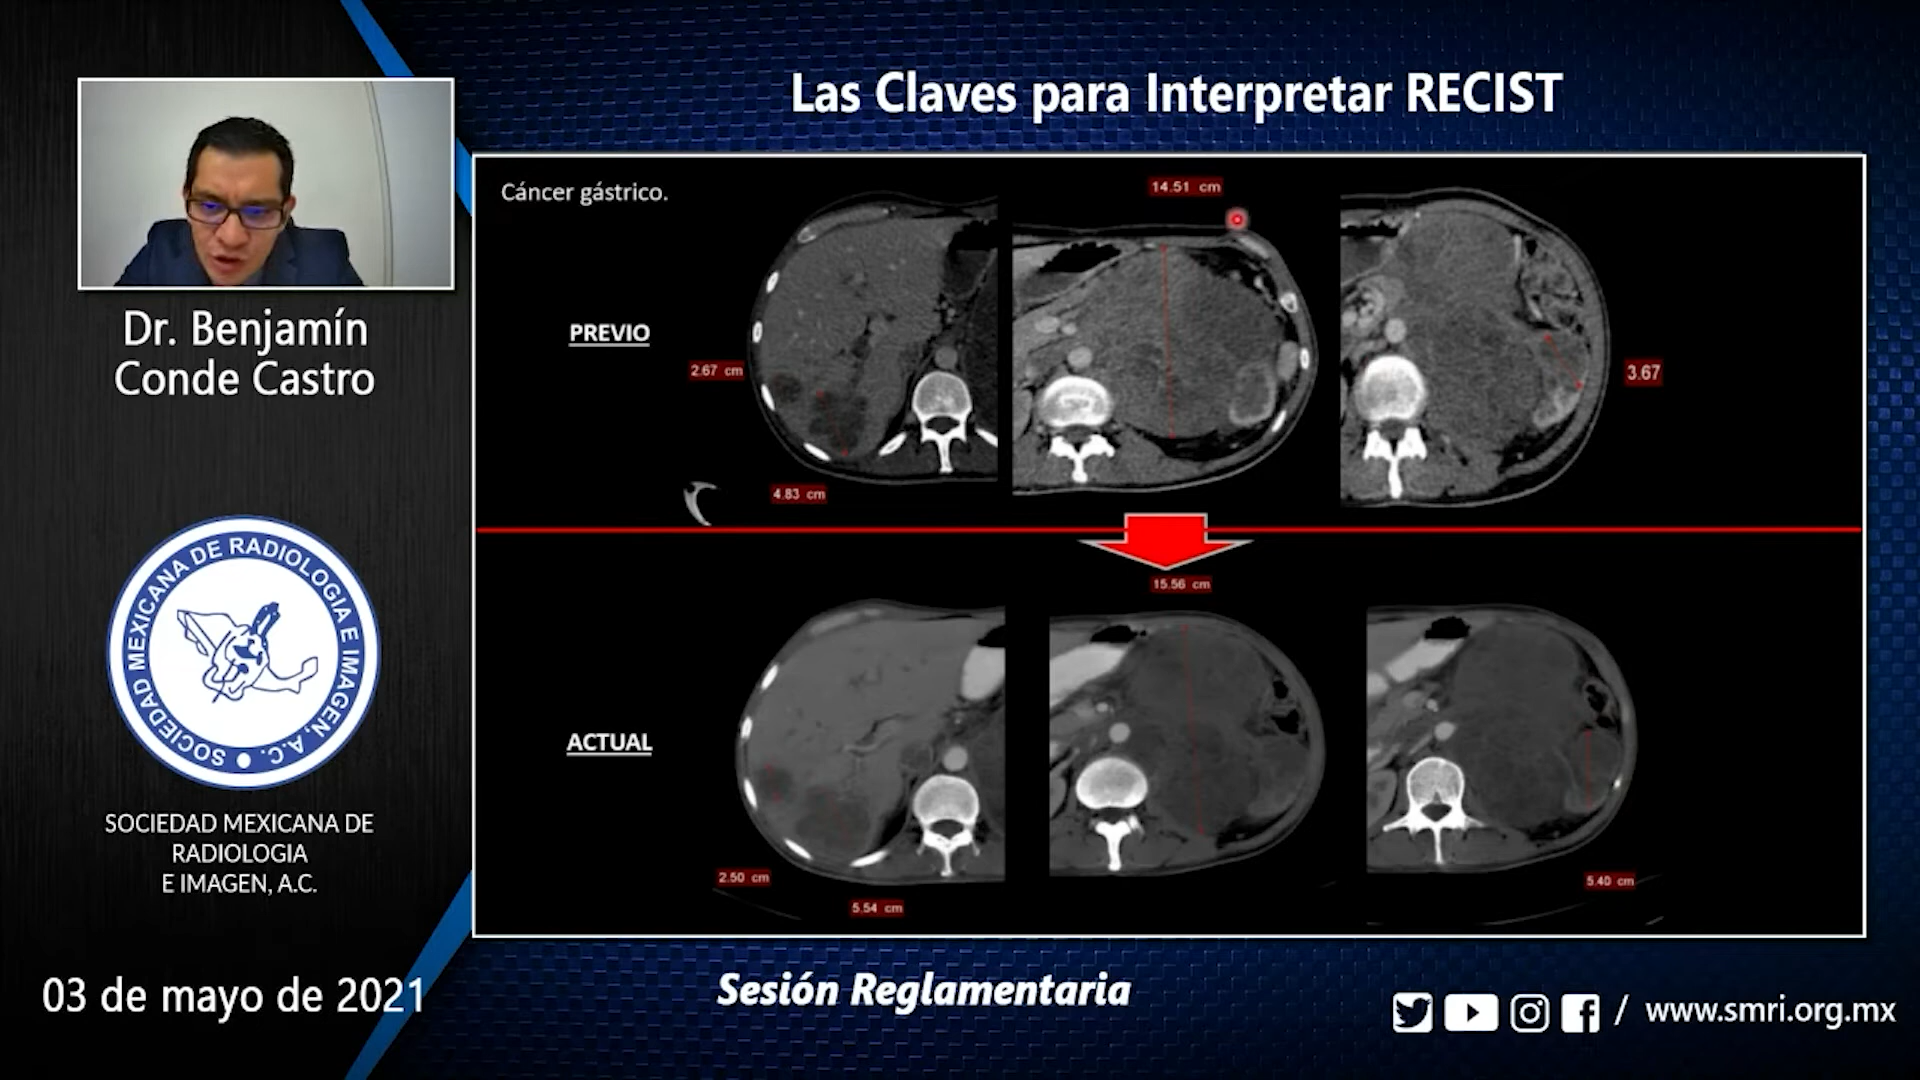 Las Claves para Interpretar RECIST
Dr. Benjamín
Conde Castro
SOCIEDAD MEXICANA DE RADIOLOGIA E IMAGEN, A.C.
SOCIEDAD MEXICANA DE
RADIOLOGIA
E IMAGEN, A.C.
03 de mayo de 2021
Cáncer gástrico.
14.51 cm
PREVIO
2.67 cm
3.67
4.83 cm
15.56 cm
ACTUAL
2.50 cm
5.54 cm
5.40 cm
Sesión Reglamentaria
/ www.smri.org.mx